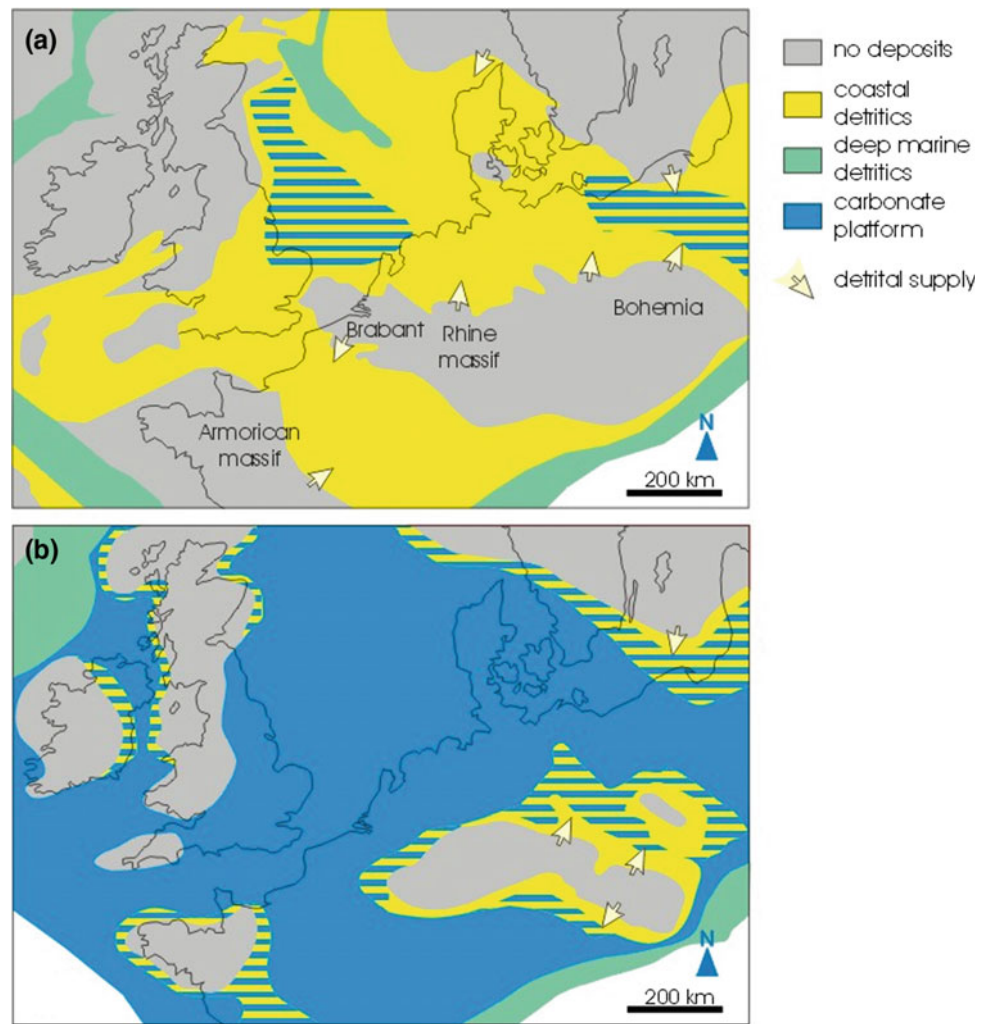 (a)
no deposits
coastal
detritics
deep marine
detritics
carbonate
platform
detrital supply
Bohemia
Brabant
Rhine
massif
Armorican
massif
N
200 km
(b)
N
200 km